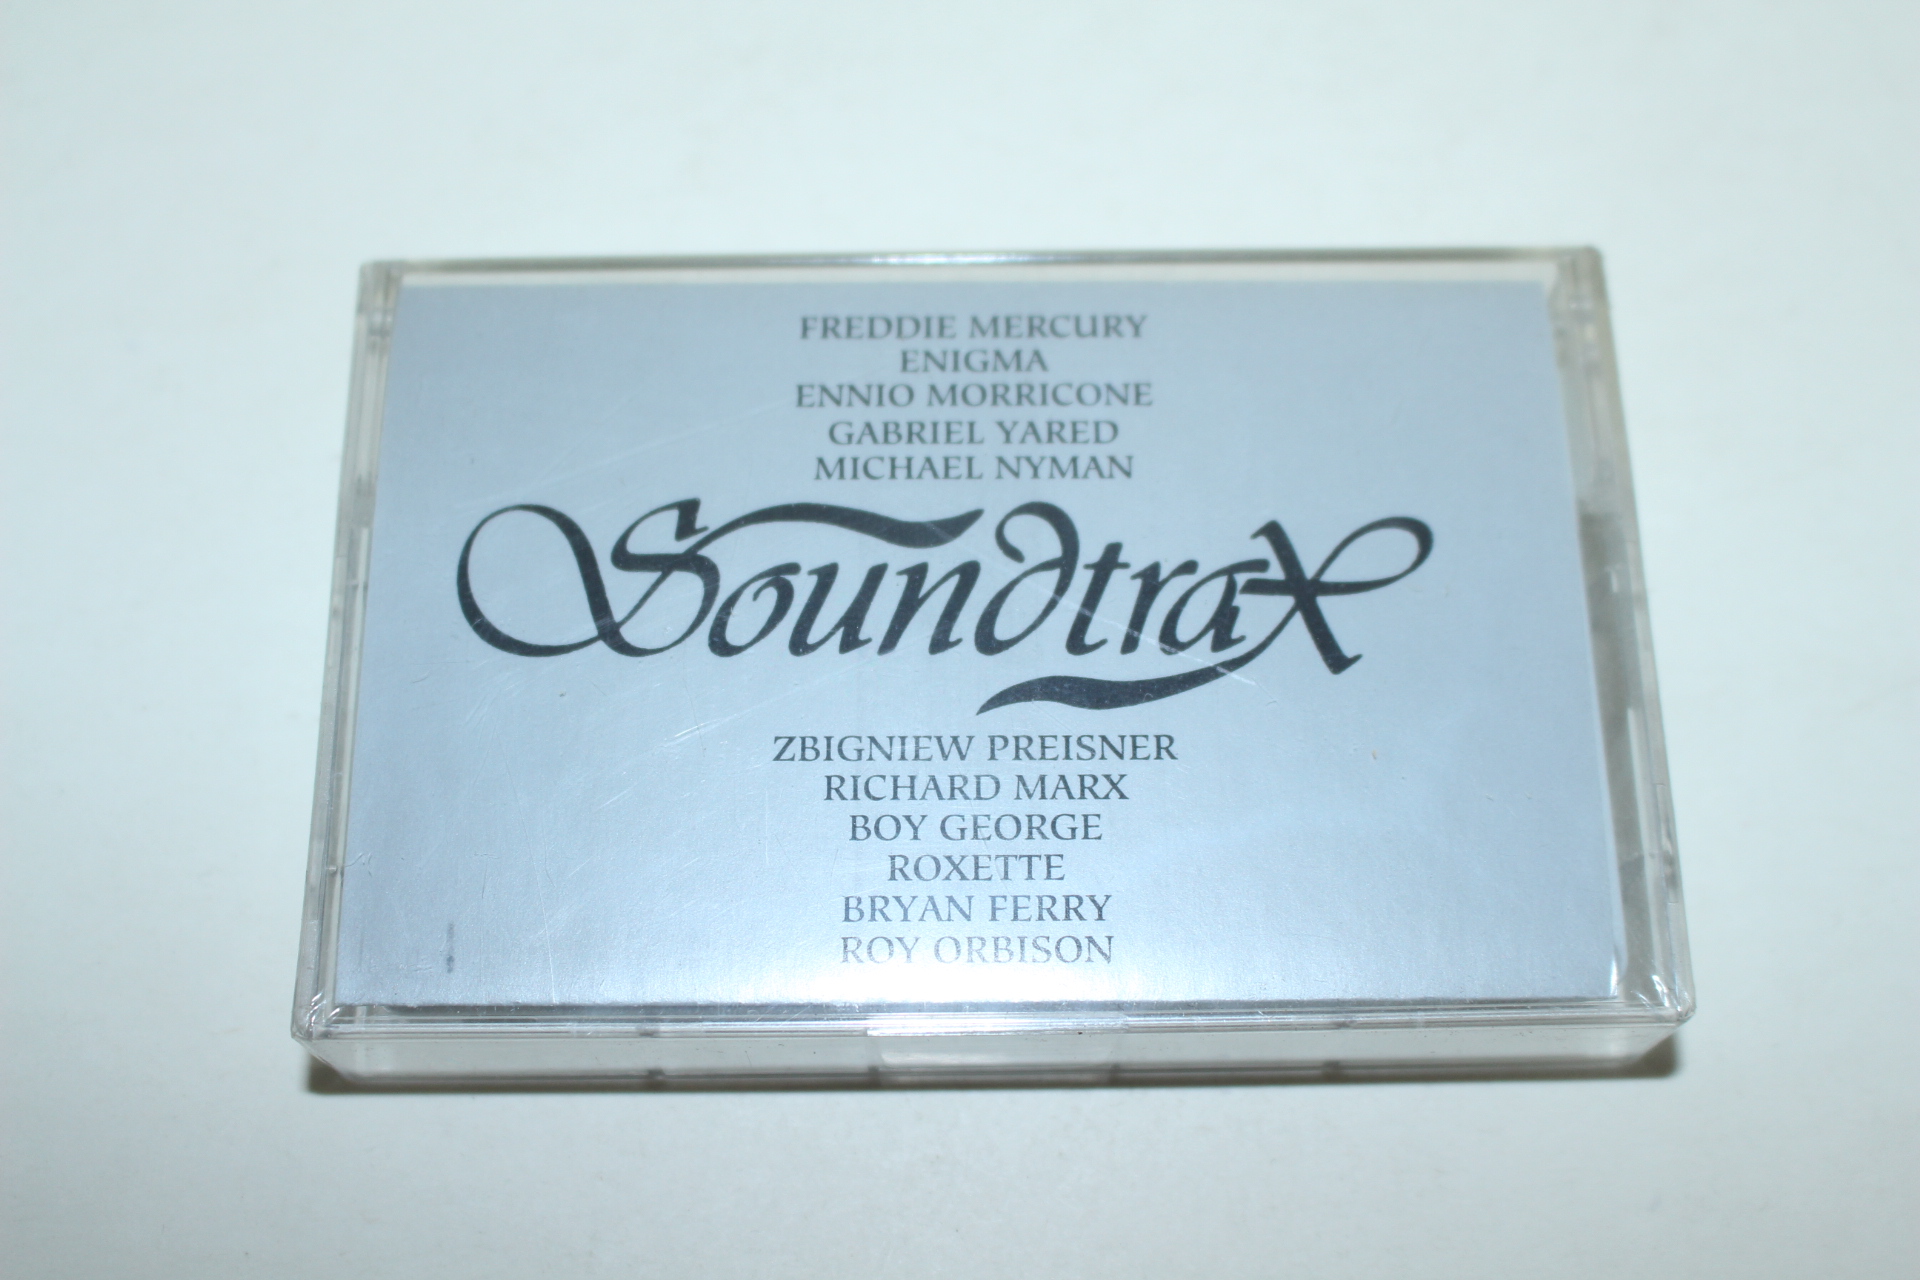 FREDDIE MERCURY
ENIGMA
ENNIO MORRICONE
GABRIEL YARED
MICHAEL NYMAN
Soundtrax
ZBIGNIEW PREISNER
RICHARD MARX
BOY GEORGE
ROXETTE
BRYAN FERRY
ROY ORBISON